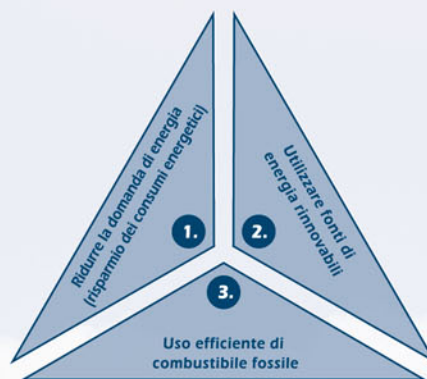 Ridurre la domanda di energia
(risparmio dei consumi energetici)
1.
2.
Utilizzare fonti di
energia rinnovabili
3.
Uso efficiente di
combustibile fossile